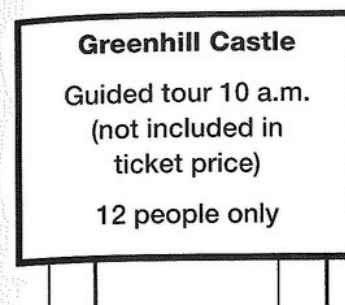 Greenhill Castle
Guided tour 10 a.m.
(not included in
ticket price)
12 people only